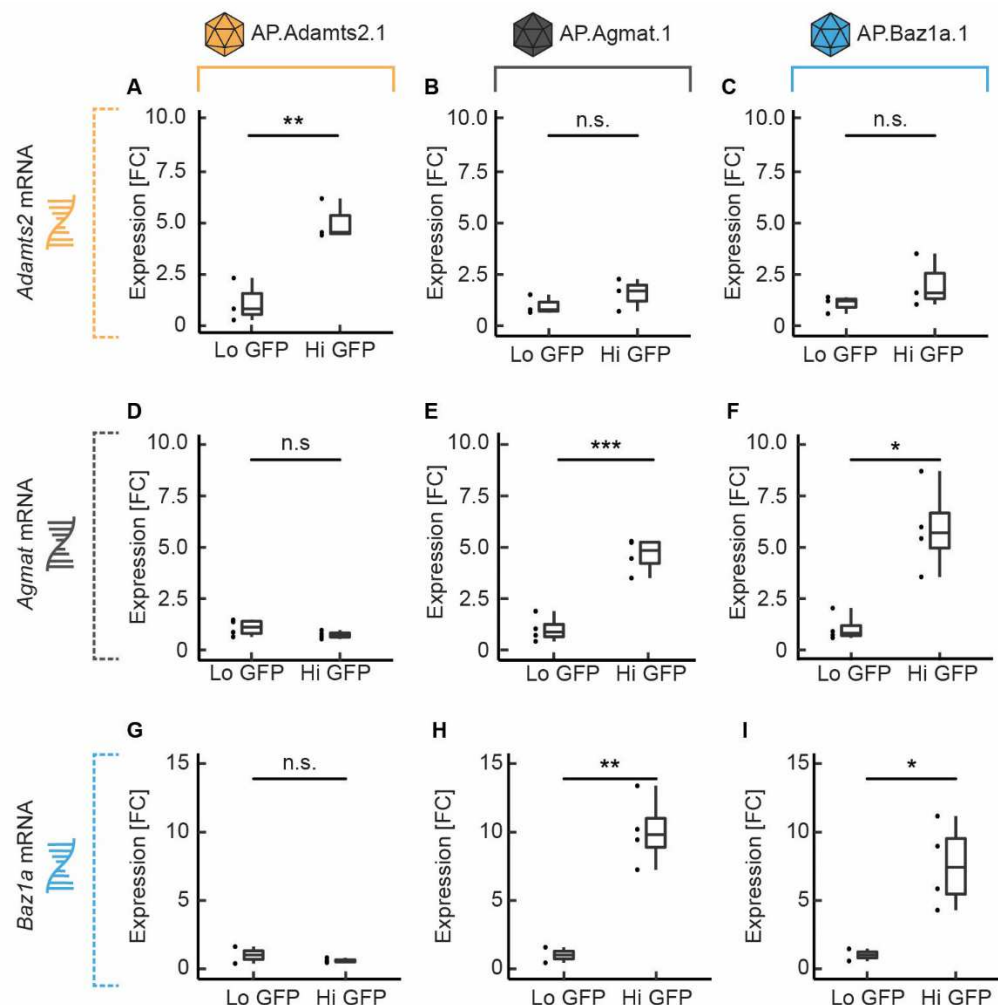 AP.Adamts2.1
AP.Agmat.1
AP.Baz1a.1
Adamts2 mRNA
A
Expression [FC]
10.0
7.5
5.0
2.5
0
**
Lo GFP Hi GFP
B
Expression [FC]
10.0
7.5
5.0
2.5
0
n.s.
Lo GFP Hi GFP
C
Expression [FC]
10.0
7.5
5.0
2.5
0
n.s.
Lo GFP Hi GFP
Agmat mRNA
D
Expression [FC]
10.0
7.5
5.0
2.5
0
n.s
Lo GFP Hi GFP
E
Expression [FC]
10.0
7.5
5.0
2.5
0
***
Lo GFP Hi GFP
F
Expression [FC]
10.0
7.5
5.0
2.5
0
*
Lo GFP Hi GFP
Baz1a mRNA
G
Expression [FC]
15
10
5
0
n.s.
Lo GFP Hi GFP
H
Expression [FC]
15
10
5
0
**
Lo GFP Hi GFP
I
Expression [FC]
15
10
5
0
*
Lo GFP Hi GFP